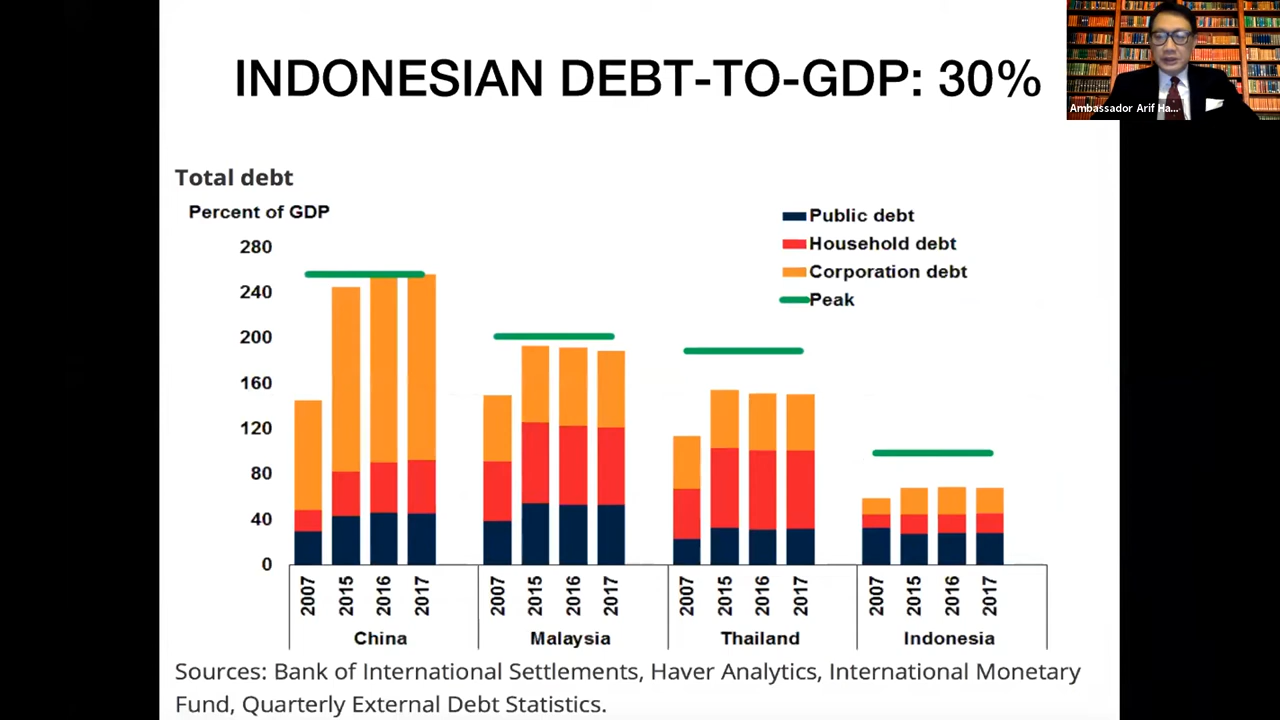 INDONESIAN DEBT-TO-GDP: 30%
Ambassador Arif Ha...
Total debt
Percent of GDP
Public debt
Household debt
Corporation debt
Peak
280
240
200
160
120
80
40
0
2007 2015 2016 2017 2007 2015 2016 2017 2007 2015 2016 2017 2007 2015 2016 2017
China Malaysia Thailand Indonesia
Sources: Bank of International Settlements, Haver Analytics, International Monetary
Fund, Quarterly External Debt Statistics.